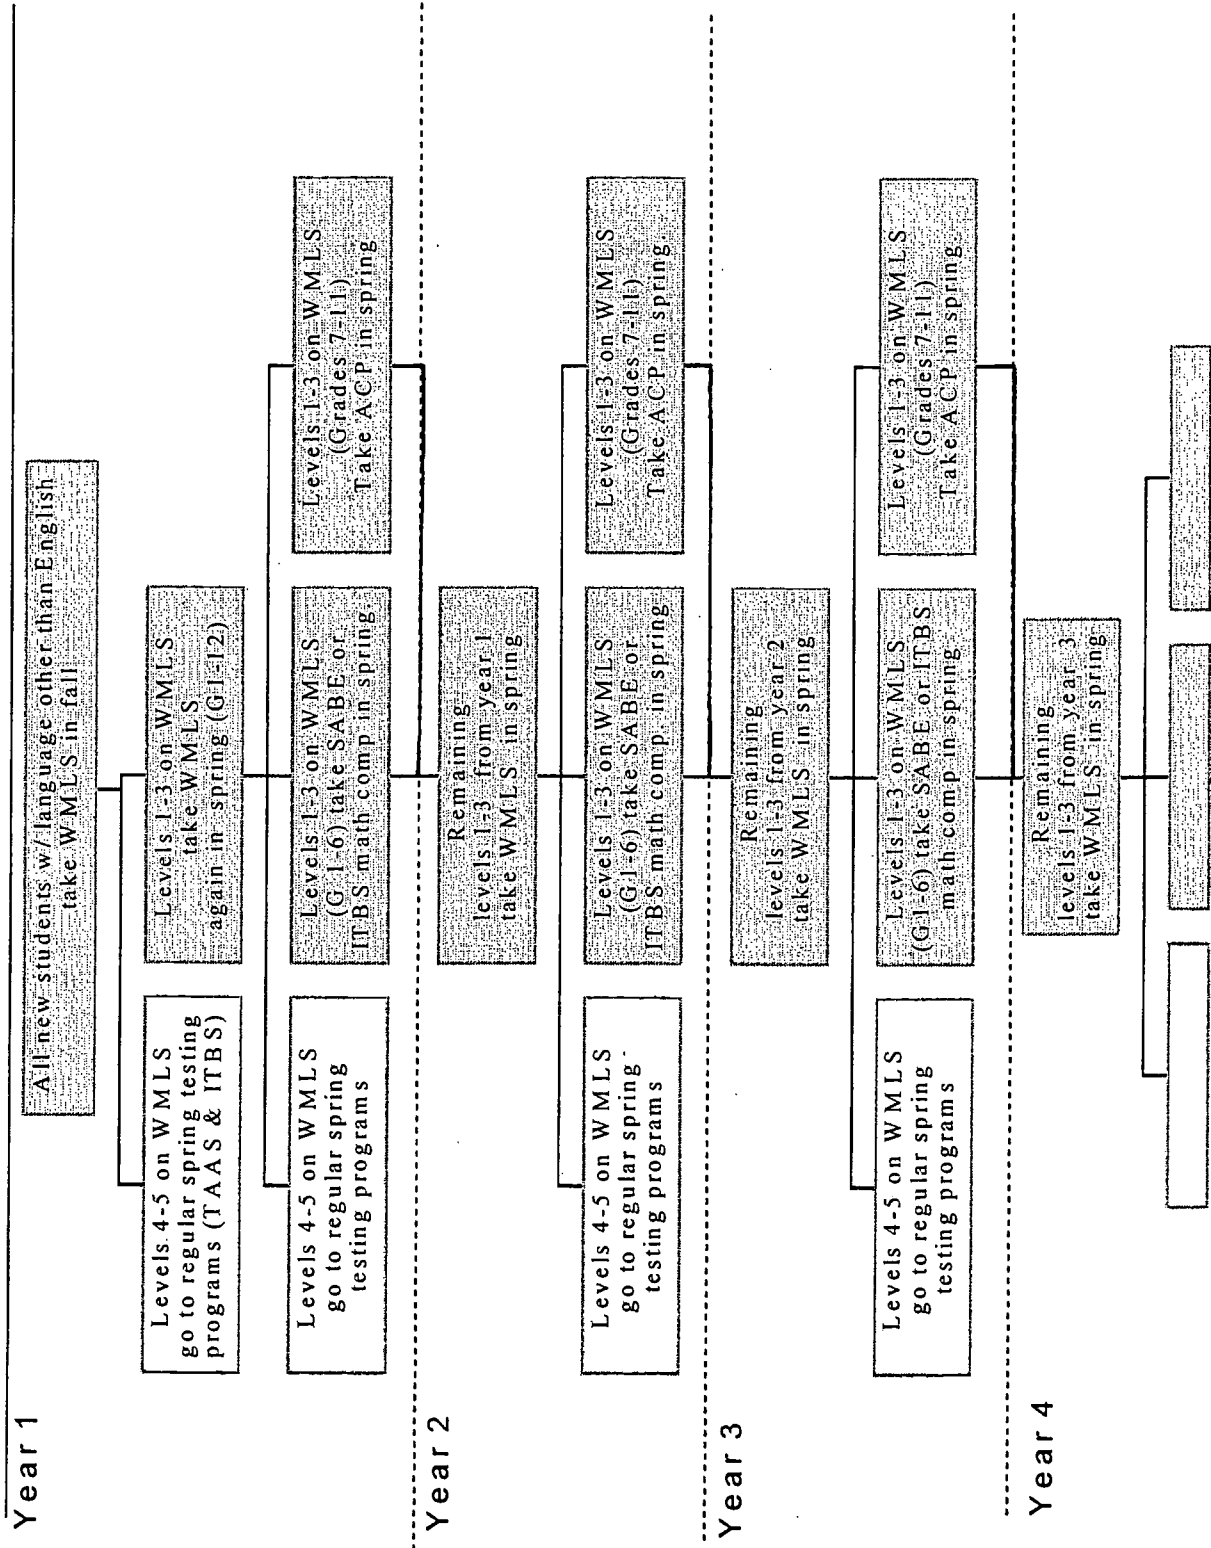 Year 1
All new students w/ language other than English
take WMLS in fall
Levels 4-5 on WMLS
go to regular spring testing
programs (TAAS & ITBS)
Levels 1-3 on WMLS
take WMLS
again in spring (G1-12)
Levels 4-5 on WMLS
go to regular spring
testing programs
Levels 1-3 on WMLS
(G1-6) take SABE or
ITBS math comp in spring
Levels 1-3 on WMLS
(Grades 7-11)
Take ACP in spring.
Year 2
Remaining
levels 1-3 from year 1
take WMLS in spring
Levels 4-5 on WMLS
go to regular spring
testing programs
Levels 1-3 on WMLS
(G1-6) take SABE or
ITBS math comp in spring
Levels 1-3 on WMLS
(Grades 7-11)
Take ACP in spring.
Year 3
Remaining
levels 1-3 from year 2
take WMLS in spring
Levels 4-5 on WMLS
go to regular spring
testing programs
Levels 1-3 on WMLS
(G1-6) take SABE or ITBS
math comp in spring
Levels 1-3 on WMLS
(Grades 7-11)
Take ACP in spring.
Year 4
Remaining
levels 1-3 from year 3
take WMLS in spring